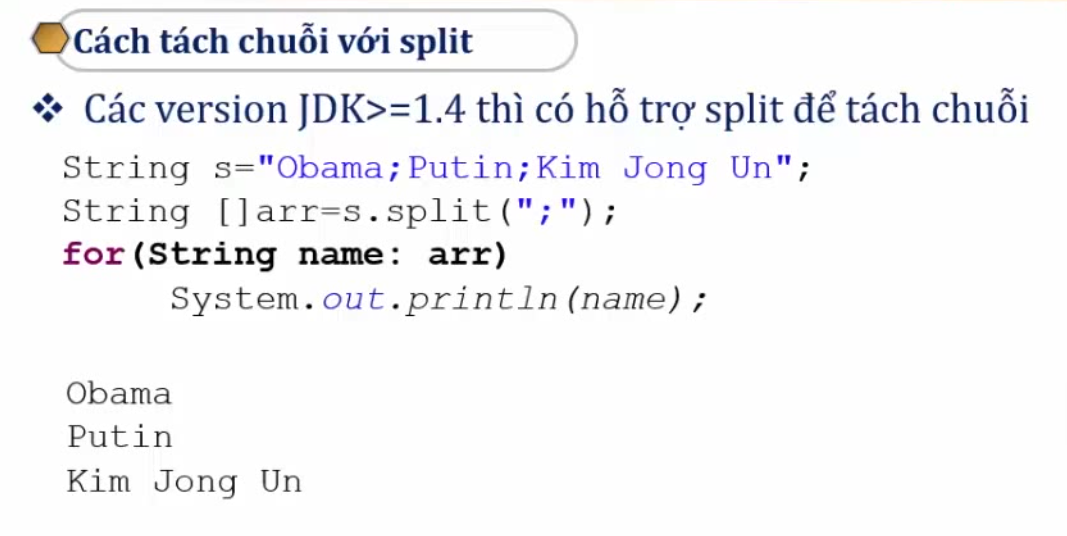 Cách tách chuỗi với split
Các version JDK>=1.4 thì có hỗ trợ split để tách chuỗi
String s="Obama;Putin;Kim Jong Un";
String []arr=s.split(";");
for(String name: arr)
System.out.println(name);
Obama
Putin
Kim Jong Un